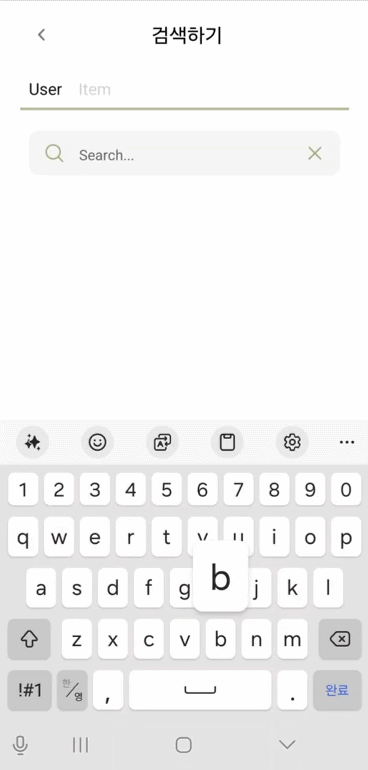 검색하기
User Item
Search...
1 2 3 4 5 6 7 8 9 0
q w e r t y u i o p
a s d f g b j k l
z x c v b n m
!#1 한/영 , . 완료